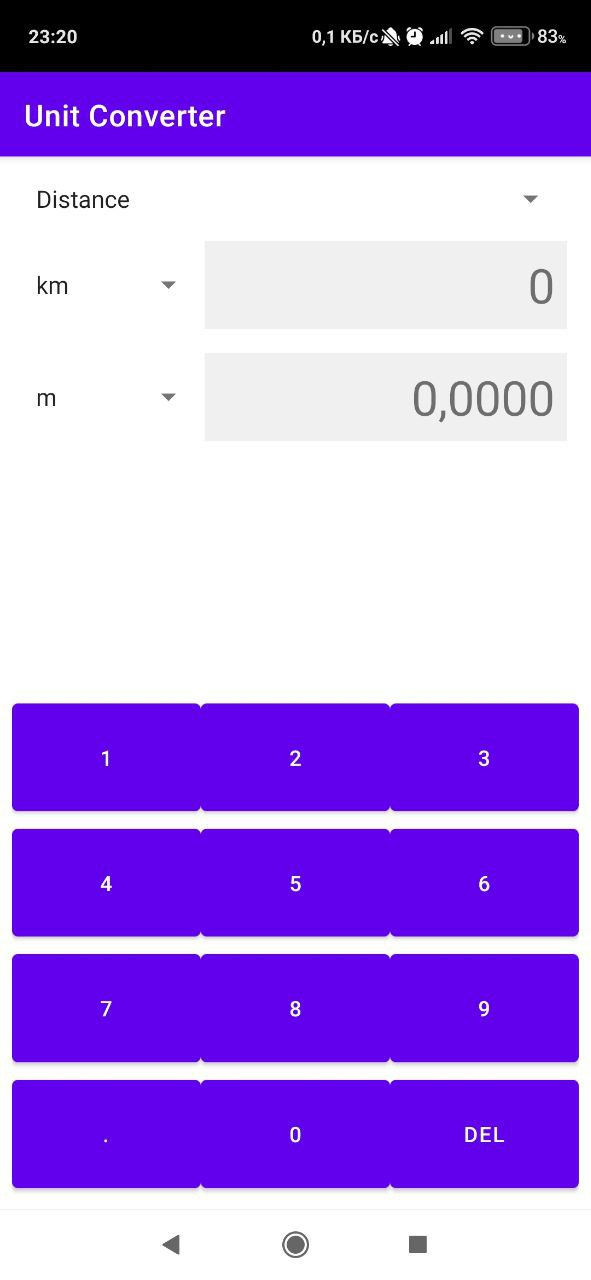 23:20 0,1 КБ/с 83%
Unit Converter
Distance
km 0
m 0,0000
1 2 3
4 5 6
7 8 9
. 0 DEL